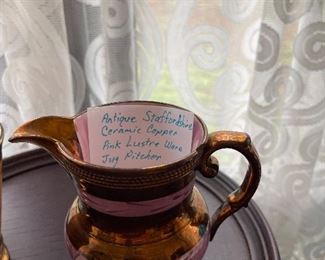 Antique Staffordshire
Ceramic Copper
Pink Lustre Ware
Jug Pitcher